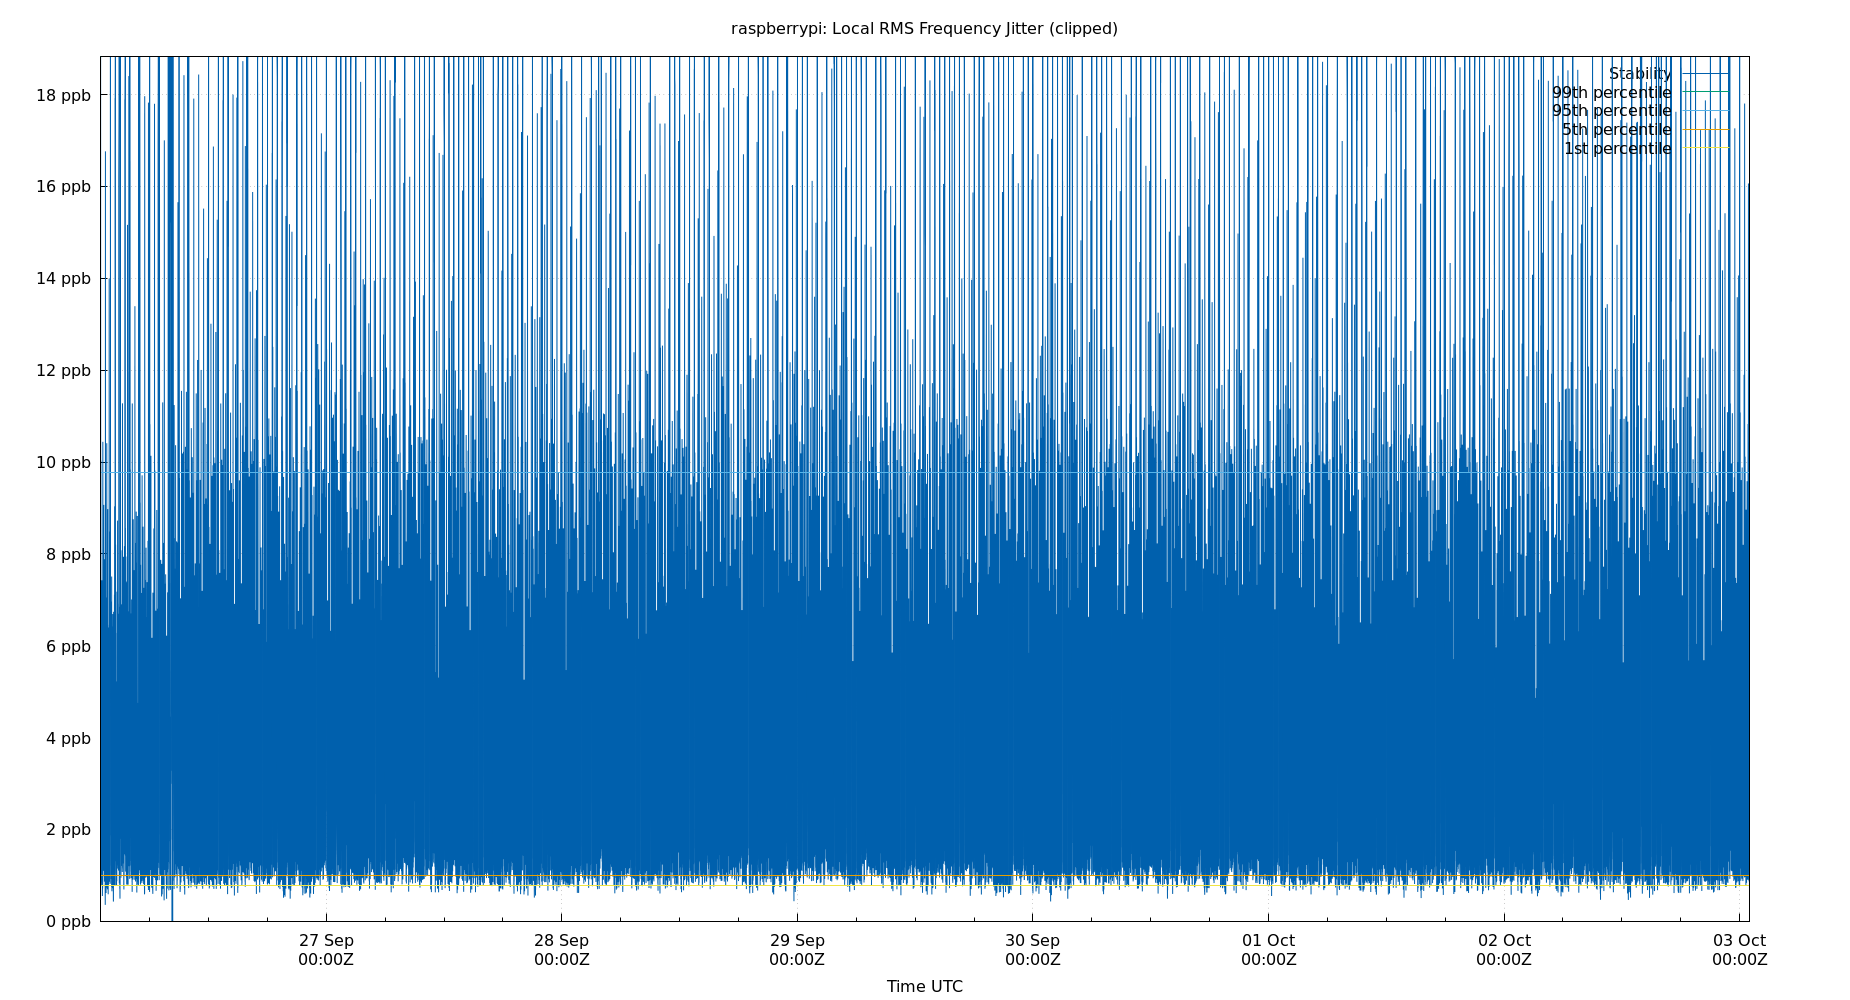 raspberrypi: Local RMS Frequency Jitter (clipped)
Stability
99th percentile
95th percentile
5th percentile
1st percentile
18 ppb
16 ppb
14 ppb
12 ppb
10 ppb
8 ppb
6 ppb
4 ppb
2 ppb
0 ppb
27 Sep 28 Sep 29 Sep 30 Sep 01 Oct 02 Oct 03 Oct
00:00Z 00:00Z 00:00Z 00:00Z 00:00Z 00:00Z 00:00Z
Time UTC